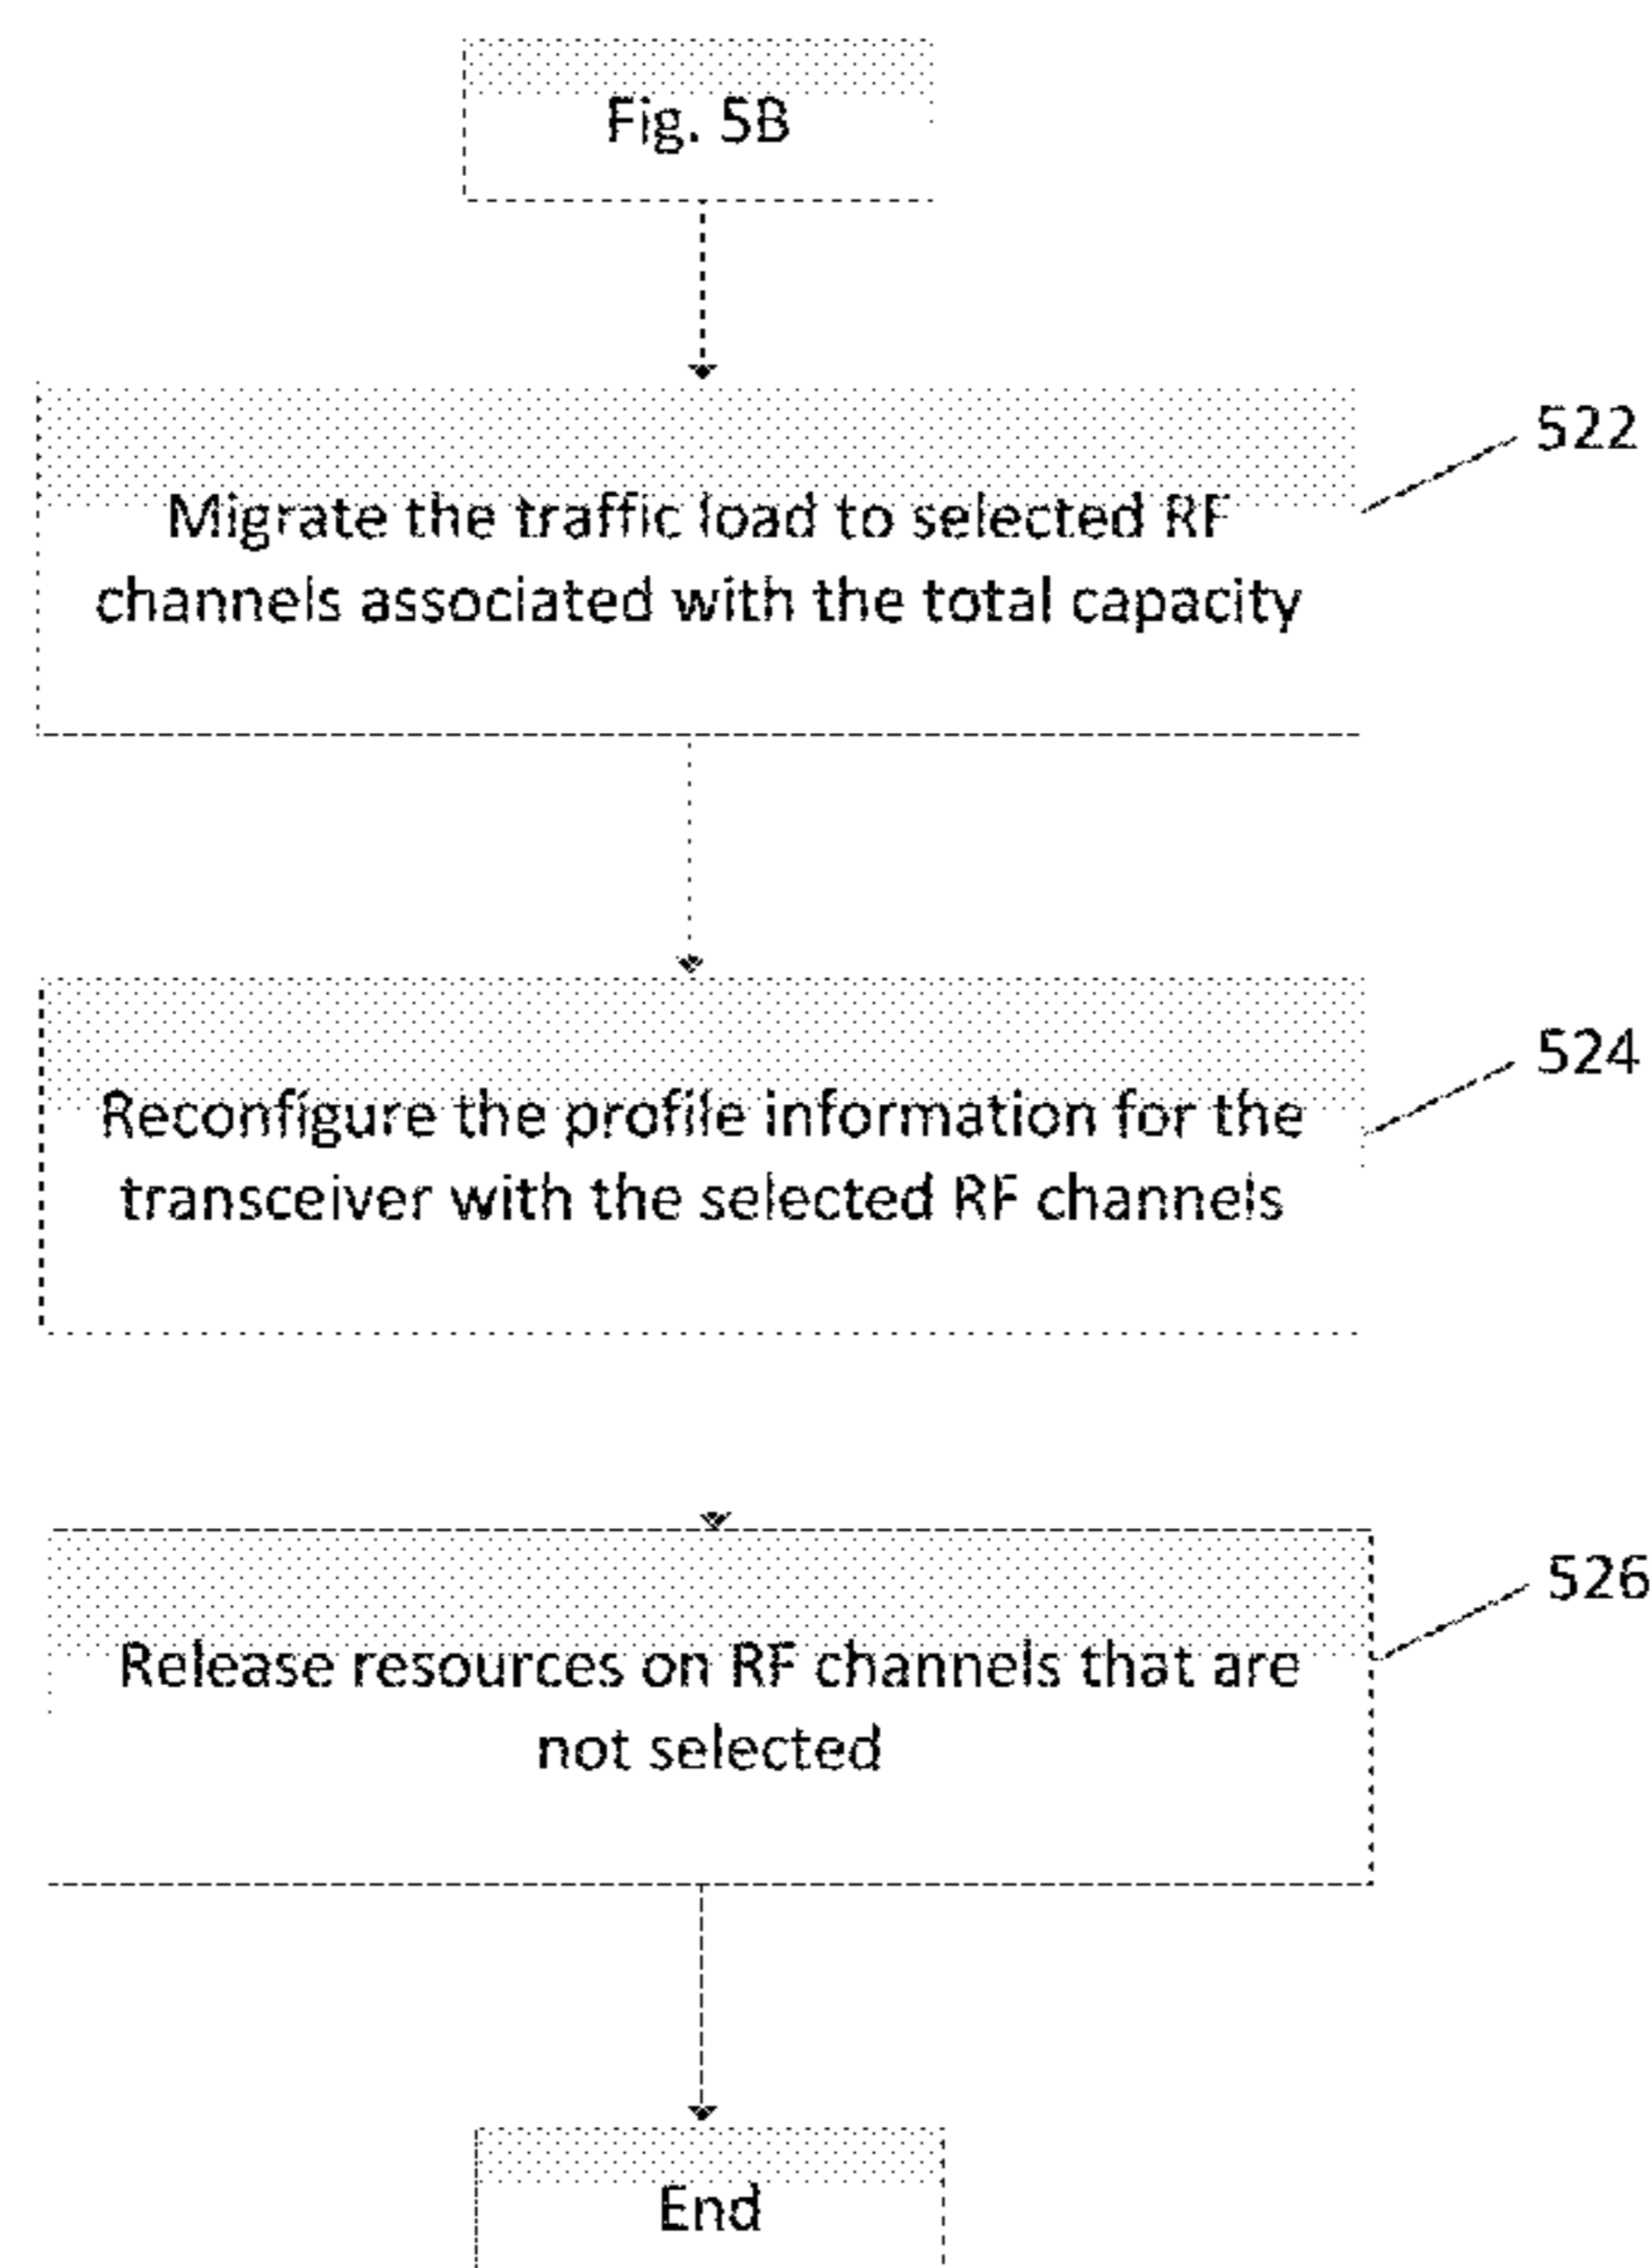 Fig. 5B
522
Migrate the traffic load to selected RF
channels associated with the total capacity
524
Reconfigure the profile information for the
transceiver with the selected RF channels
526
Release resources on RF channels that are
not selected
End